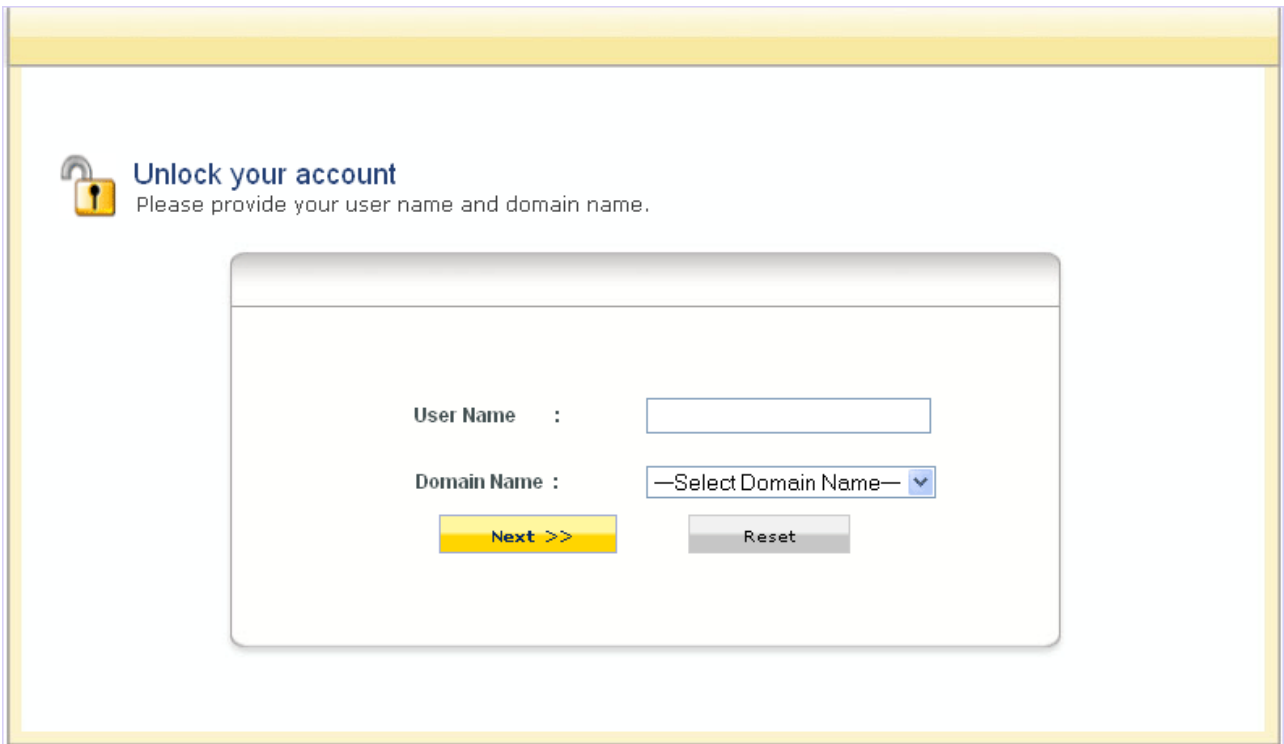 Unlock your account
Please provide your user name and domain name.
User Name :
Domain Name : —Select Domain Name—
Next >> Reset